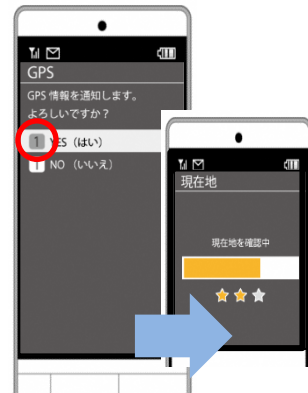 GPS
GPS 情報を通知します。
よろしいですか？
1 YES（はい）
1 NO（いいえ）
現在地
現在地を確認中